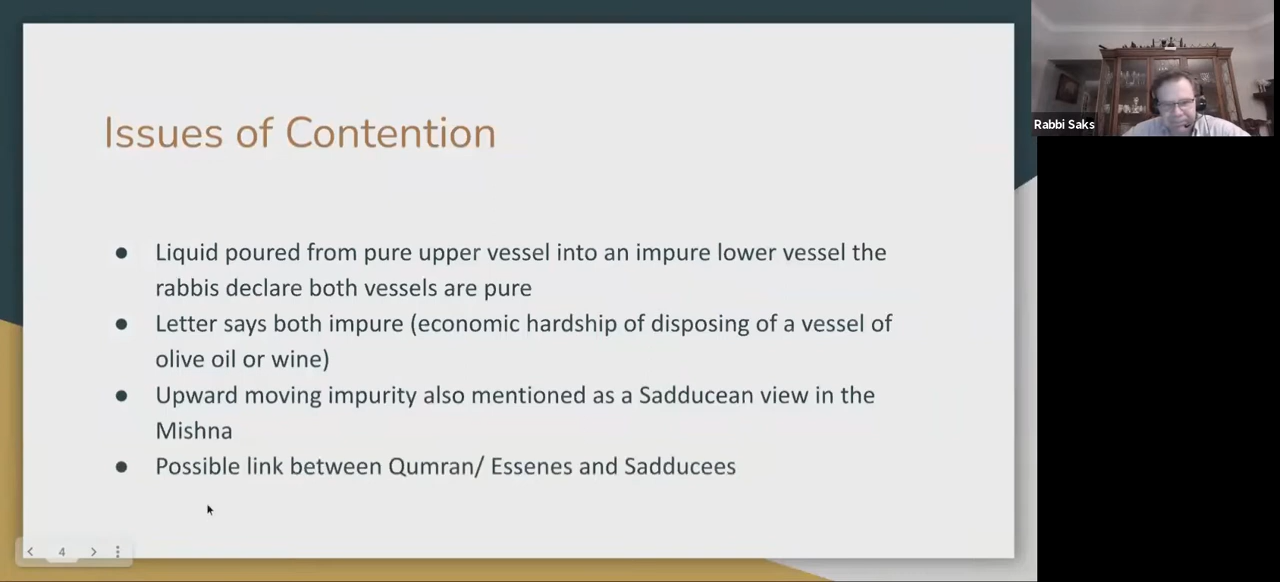 Issues of Contention
● Liquid poured from pure upper vessel into an impure lower vessel the
rabbis declare both vessels are pure
● Letter says both impure (economic hardship of disposing of a vessel of
olive oil or wine)
● Upward moving impurity also mentioned as a Sadducean view in the
Mishna
● Possible link between Qumran/ Essenes and Sadducees
4
Rabbi Saks